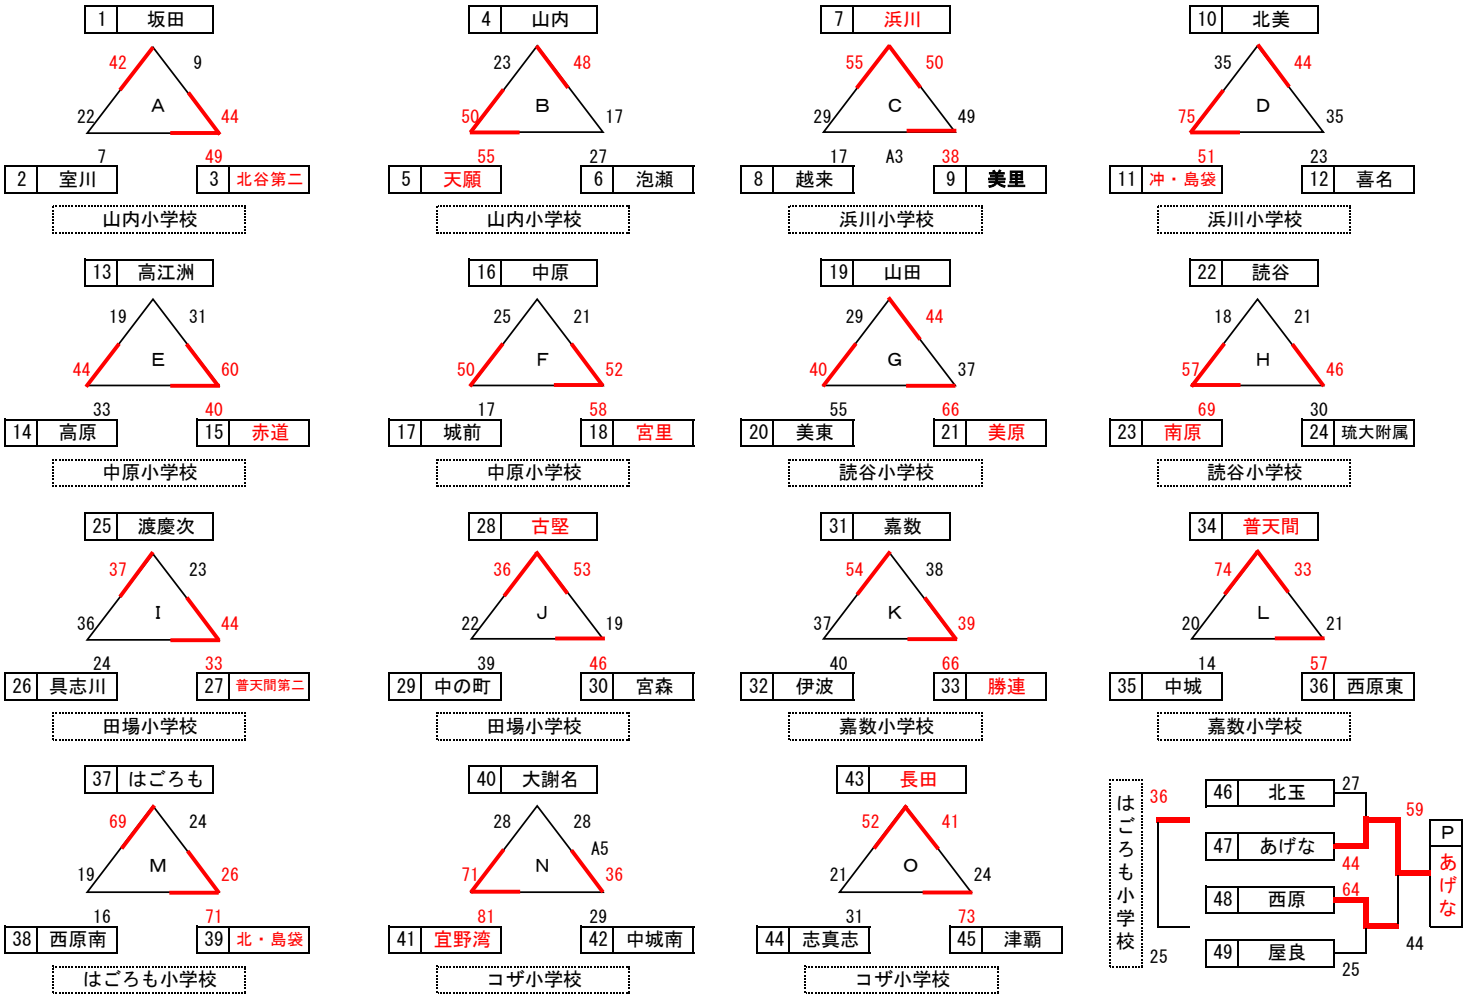 1 坂田
42 9
A
22 44
7 49
2 室川 3 北谷第二
山内小学校
4 山内
23 48
B
50 17
55 27
5 天願 6 泡瀬
山内小学校
7 浜川
55 50
C
29 49
17 A3 38
8 越来 9 美里
浜川小学校
10 北美
35 44
D
75 35
51 23
11 沖・島袋 12 喜名
浜川小学校
13 高江洲
19 31
E
44 60
33 40
14 高原 15 赤道
中原小学校
16 中原
25 21
F
50 52
17 58
17 城前 18 宮里
中原小学校
19 山田
29 44
G
40 37
55 66
20 美東 21 美原
読谷小学校
22 読谷
18 21
H
57 46
69 30
23 南原 24 琉大附属
読谷小学校
25 渡慶次
37 23
I
36 44
24 33
26 具志川 27 普天間第二
田場小学校
28 古堅
36 53
J
22 19
39 46
29 中の町 30 宮森
田場小学校
31 嘉数
54 38
K
37 39
40 66
32 伊波 33 勝連
嘉数小学校
34 普天間
74 33
L
20 21
14 57
35 中城 36 西原東
嘉数小学校
37 はごろも
69 24
M
19 26
16 71
38 西原南 39 北・島袋
はごろも小学校
40 大謝名
28 28
A5
N
71 36
81 29
41 宜野湾 42 中城南
コザ小学校
43 長田
52 41
O
21 24
31 73
44 志真志 45 津覇
コザ小学校
はごろも小学校
36
25
46 北玉 27
47 あげな 44
48 西原 64
49 屋良 25
59
44
P
あげな